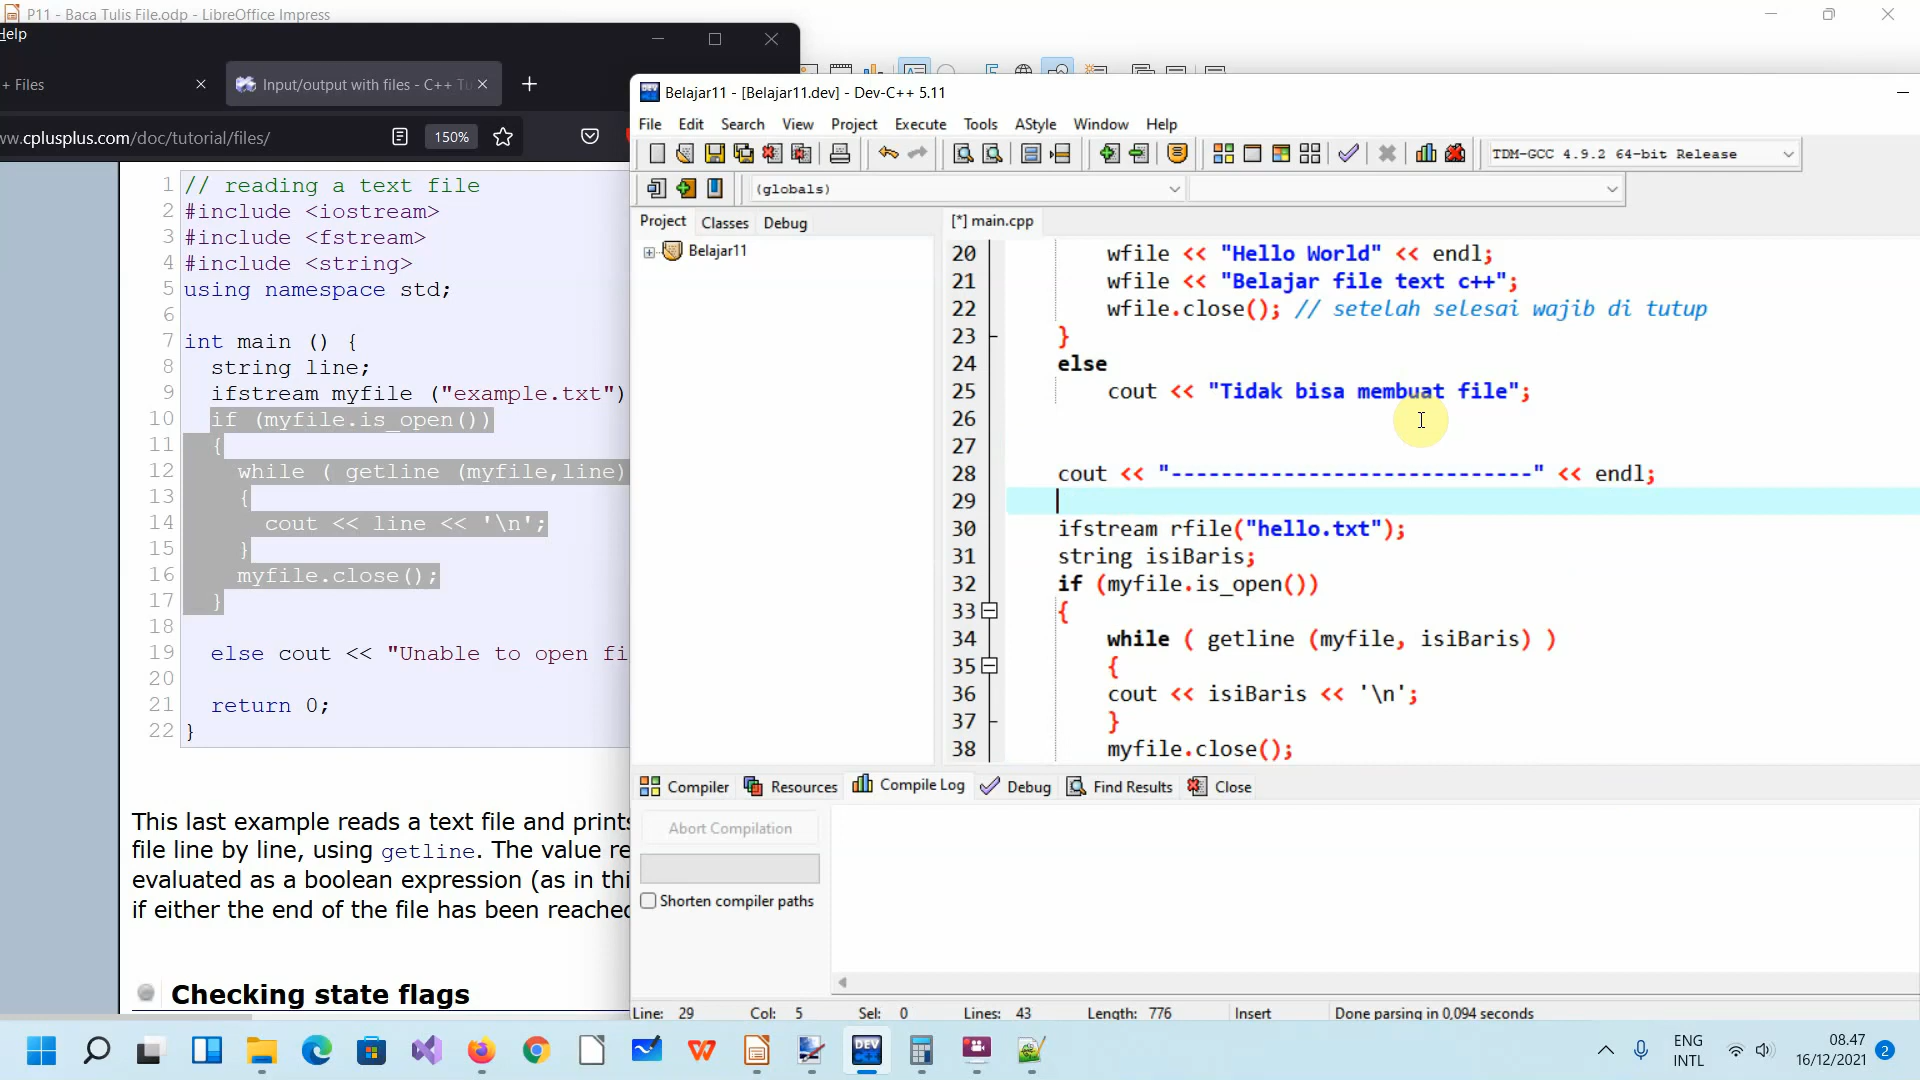 P11 - Baca Tulis File.odp - LibreOffice Impress
Help
+ Files
Input/output with files - C++ Tu
ww.cplusplus.com/doc/tutorial/files/
150%
1 // reading a text file
2 #include <iostream>
3 #include <fstream>
4 #include <string>
5 using namespace std;
6
7 int main () {
8 string line;
9 ifstream myfile ("example.txt")
10 if (myfile.is_open())
11 {
12 while ( getline (myfile,line)
13 {
14 cout << line << '\n';
15 }
16 myfile.close();
17 }
18
19 else cout << "Unable to open fi
20
21 return 0;
22 }
This last example reads a text file and prints
file line by line, using getline. The value re
evaluated as a boolean expression (as in thi
if either the end of the file has been reached
Checking state flags
Belajar11 - [Belajar11.dev] - Dev-C++ 5.11
File Edit Search View Project Execute Tools AStyle Window Help
TDM-GCC 4.9.2 64-bit Release
(globals)
Project Classes Debug
Belajar11
[*] main.cpp
20 wfile << "Hello World" << endl;
21 wfile << "Belajar file text c++";
22 wfile.close(); // setelah selesai wajib di tutup
23 }
24 else
25 cout << "Tidak bisa membuat file";
26
27
28 cout << "-----------------------------" << endl;
29
30 ifstream rfile("hello.txt");
31 string isiBaris;
32 if (myfile.is_open())
33 {
34 while ( getline (myfile, isiBaris) )
35 {
36 cout << isiBaris << '\n';
37 }
38 myfile.close();
Compiler Resources Compile Log Debug Find Results Close
Abort Compilation
Shorten compiler paths
Line: 29 Col: 5 Sel: 0 Lines: 43 Length: 776 Insert Done parsing in 0,094 seconds
DEV
ENG
INTL
08.47
16/12/2021
2